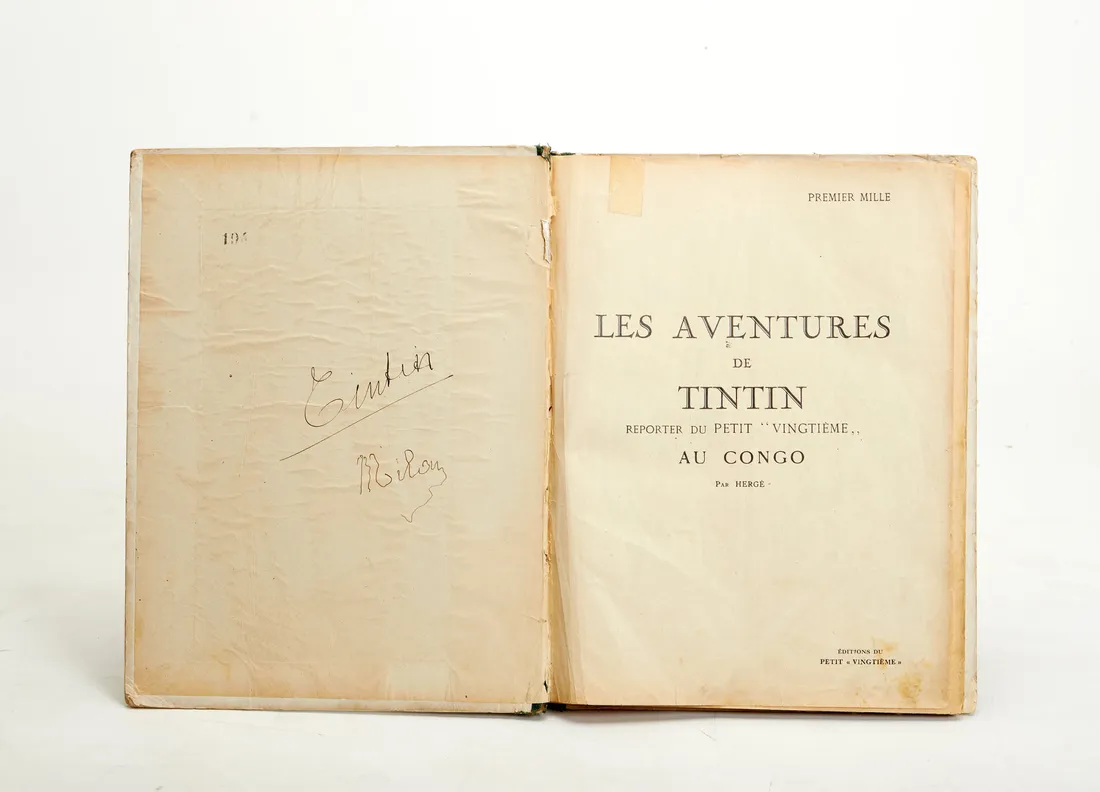 Tintin
Milou
PREMIER MILLE
LES AVENTURES
DE
TINTIN
REPORTER DU PETIT “VINGTIÉME„
AU CONGO
PAR HERGÉ -
ÉDITIONS DU
PETIT « VINGTIÈME »